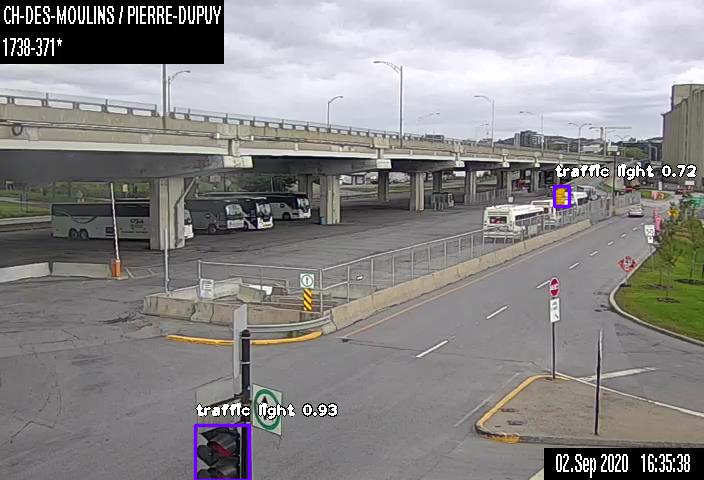 CH-DES-MOULINS / PIERRE-DUPUY
1738-371*
traffic light 0.72
traffic light 0.93
02.Sep 2020 16:35:38